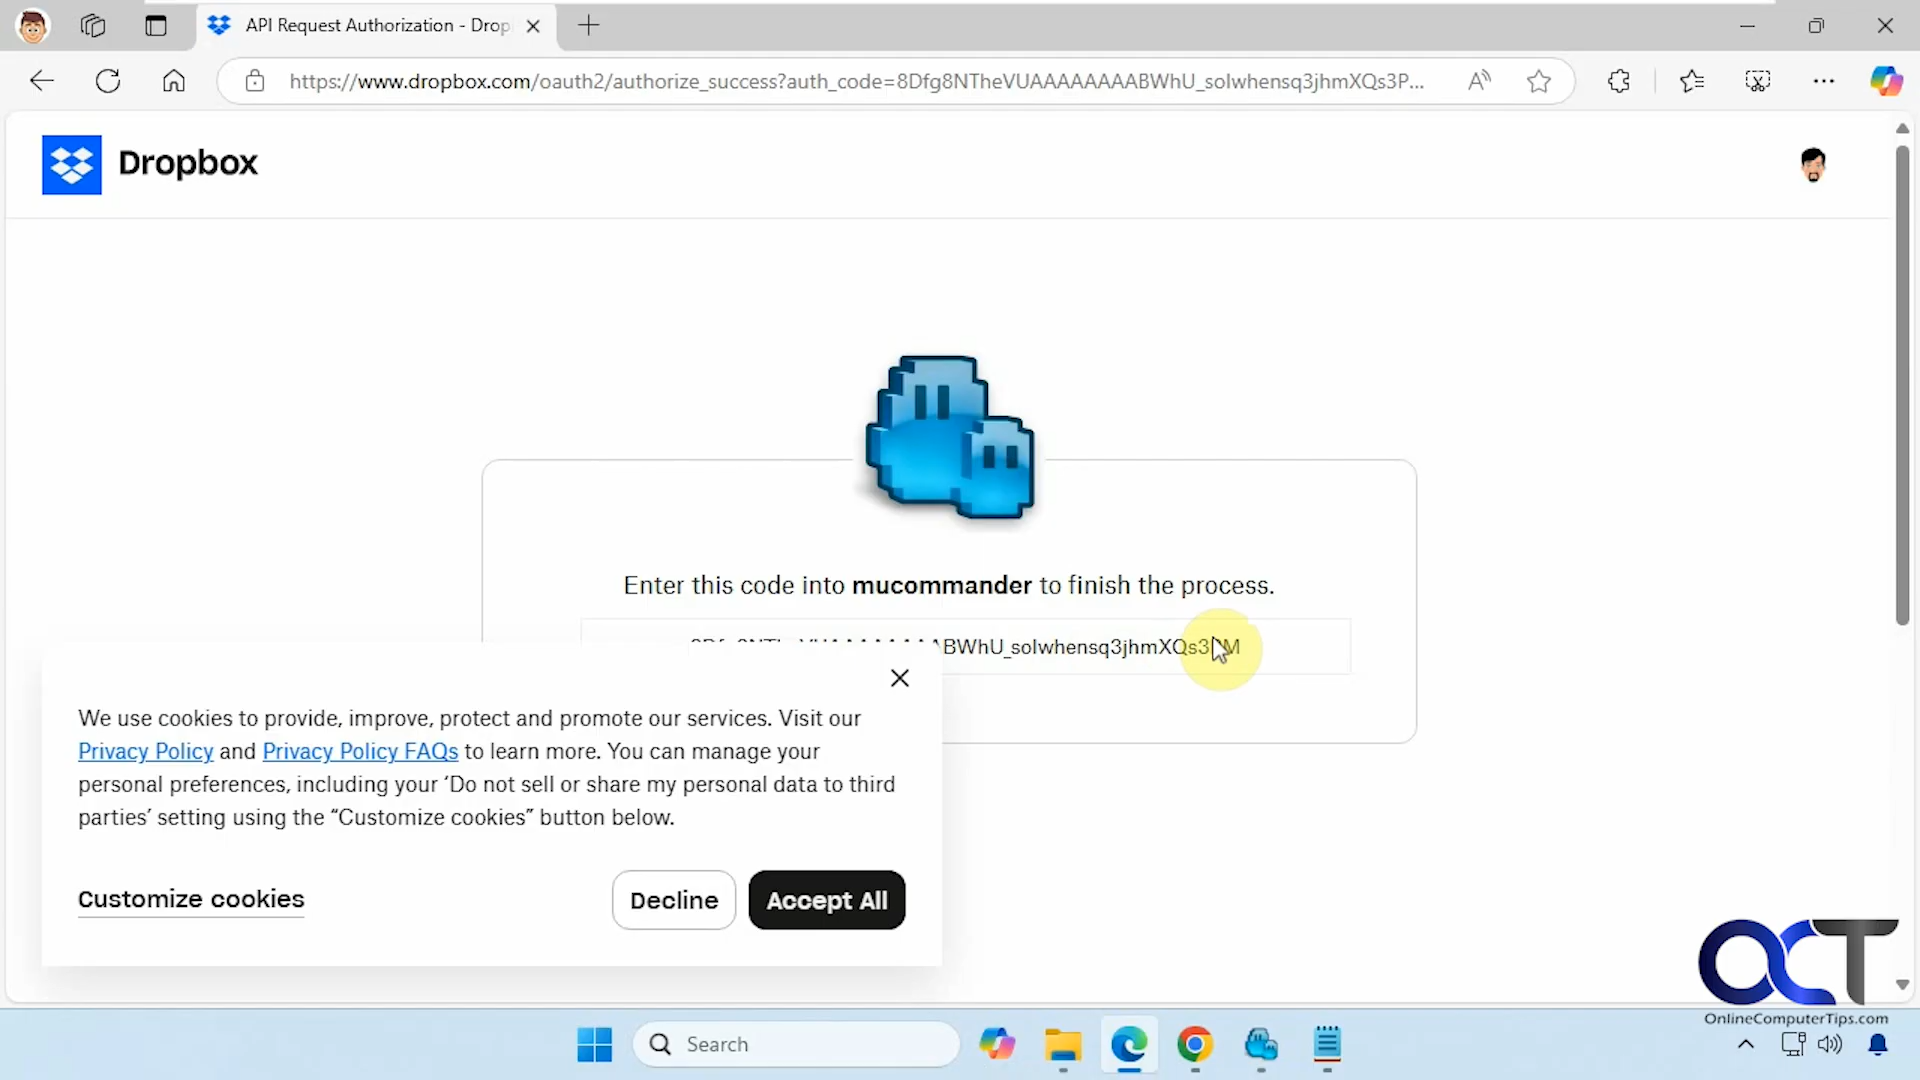 API Request Authorization - Drop
https://www.dropbox.com/oauth2/authorize_success?auth_code=8Dfg8NTheVUAAAAAAAABWhU_solwhensq3jhmXQs3P...
Dropbox
Enter this code into mucommander to finish the process.
ABWhU_solwhensq3jhmXQs3PM
We use cookies to provide, improve, protect and promote our services. Visit our
Privacy Policy and Privacy Policy FAQs to learn more. You can manage your
personal preferences, including your ‘Do not sell or share my personal data to third
parties’ setting using the “Customize cookies” button below.
Customize cookies
Decline
Accept All
OCT
OnlineComputerTips.com
Search